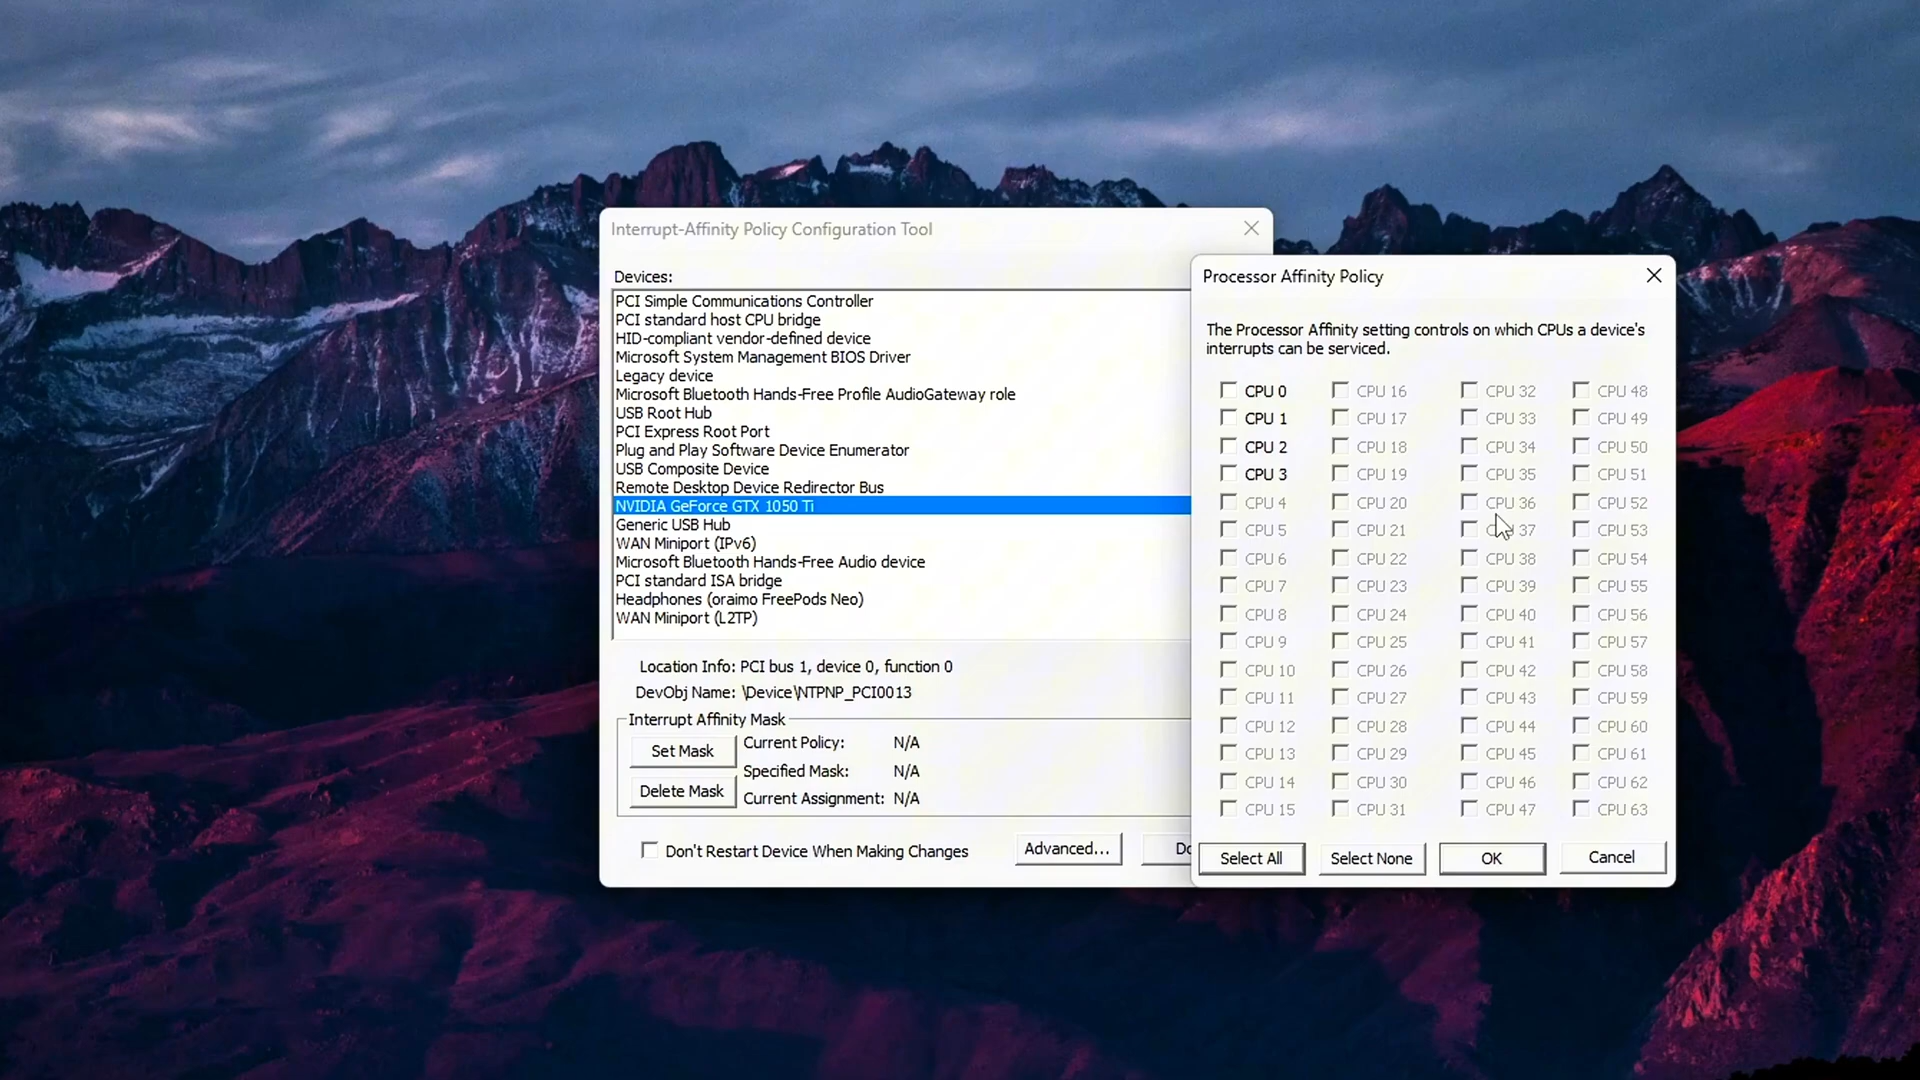 Interrupt-Affinity Policy Configuration Tool
Devices:
PCI Simple Communications Controller
PCI standard host CPU bridge
HID-compliant vendor-defined device
Microsoft System Management BIOS Driver
Legacy device
Microsoft Bluetooth Hands-Free Profile AudioGateway role
USB Root Hub
PCI Express Root Port
Plug and Play Software Device Enumerator
USB Composite Device
Remote Desktop Device Redirector Bus
NVIDIA GeForce GTX 1050 Ti
Generic USB Hub
WAN Miniport (IPv6)
Microsoft Bluetooth Hands-Free Audio device
PCI standard ISA bridge
Headphones (oraimo FreePods Neo)
WAN Miniport (L2TP)
Location Info: PCI bus 1, device 0, function 0
DevObj Name: \Device\NTPNP_PCI0013
Interrupt Affinity Mask
Set Mask
Current Policy: N/A
Specified Mask: N/A
Delete Mask
Current Assignment: N/A
Don't Restart Device When Making Changes
Advanced...
Processor Affinity Policy
The Processor Affinity setting controls on which CPUs a device's
interrupts can be serviced.
CPU 0 CPU 16 CPU 32 CPU 48
CPU 1 CPU 17 CPU 33 CPU 49
CPU 2 CPU 18 CPU 34 CPU 50
CPU 3 CPU 19 CPU 35 CPU 51
CPU 4 CPU 20 CPU 36 CPU 52
CPU 5 CPU 21 CPU 37 CPU 53
CPU 6 CPU 22 CPU 38 CPU 54
CPU 7 CPU 23 CPU 39 CPU 55
CPU 8 CPU 24 CPU 40 CPU 56
CPU 9 CPU 25 CPU 41 CPU 57
CPU 10 CPU 26 CPU 42 CPU 58
CPU 11 CPU 27 CPU 43 CPU 59
CPU 12 CPU 28 CPU 44 CPU 60
CPU 13 CPU 29 CPU 45 CPU 61
CPU 14 CPU 30 CPU 46 CPU 62
CPU 15 CPU 31 CPU 47 CPU 63
Select All Select None OK Cancel